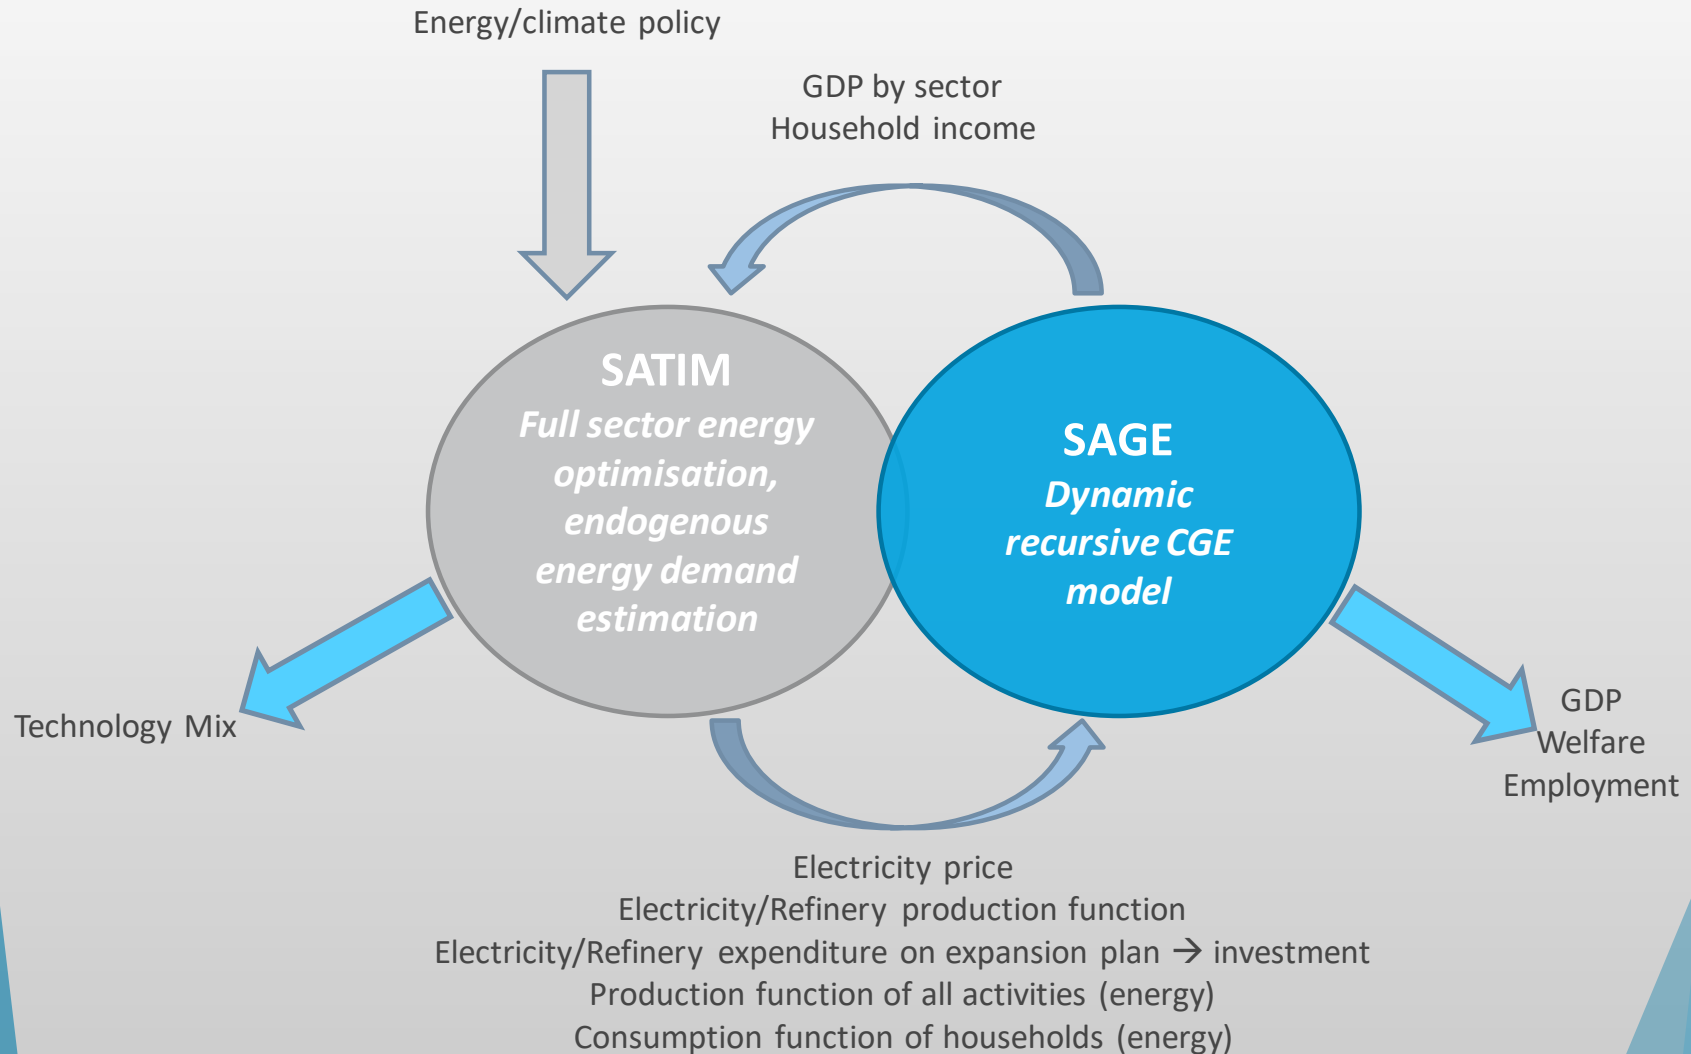 Energy/climate policy
GDP by sector
Household income
SATIM
Full sector energy
optimisation,
endogenous
energy demand
estimation
SAGE
Dynamic
recursive CGE
model
Technology Mix
GDP
Welfare
Employment
Electricity price
Electricity/Refinery production function
Electricity/Refinery expenditure on expansion plan → investment
Production function of all activities (energy)
Consumption function of households (energy)